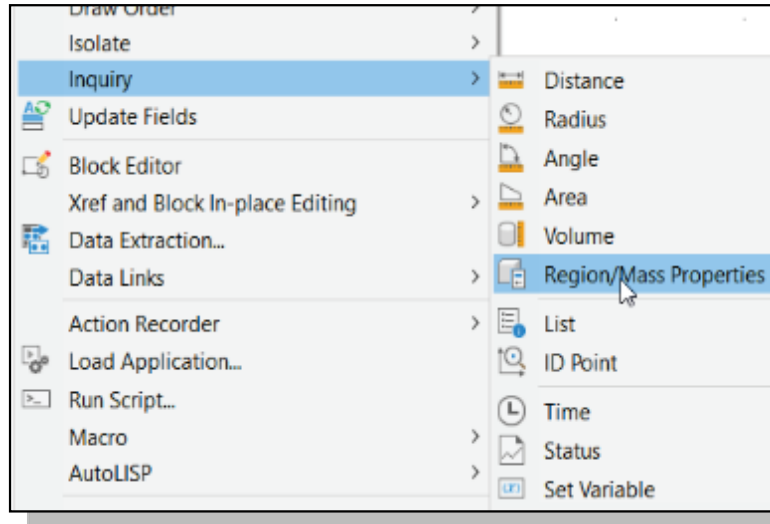 Draw Order
Isolate
Inquiry
Update Fields
Block Editor
Xref and Block In-place Editing
Data Extraction...
Data Links
Action Recorder
Load Application...
Run Script...
Macro
AutoLISP
Distance
Radius
Angle
Area
Volume
Region/Mass Properties
List
ID Point
Time
Status
Set Variable